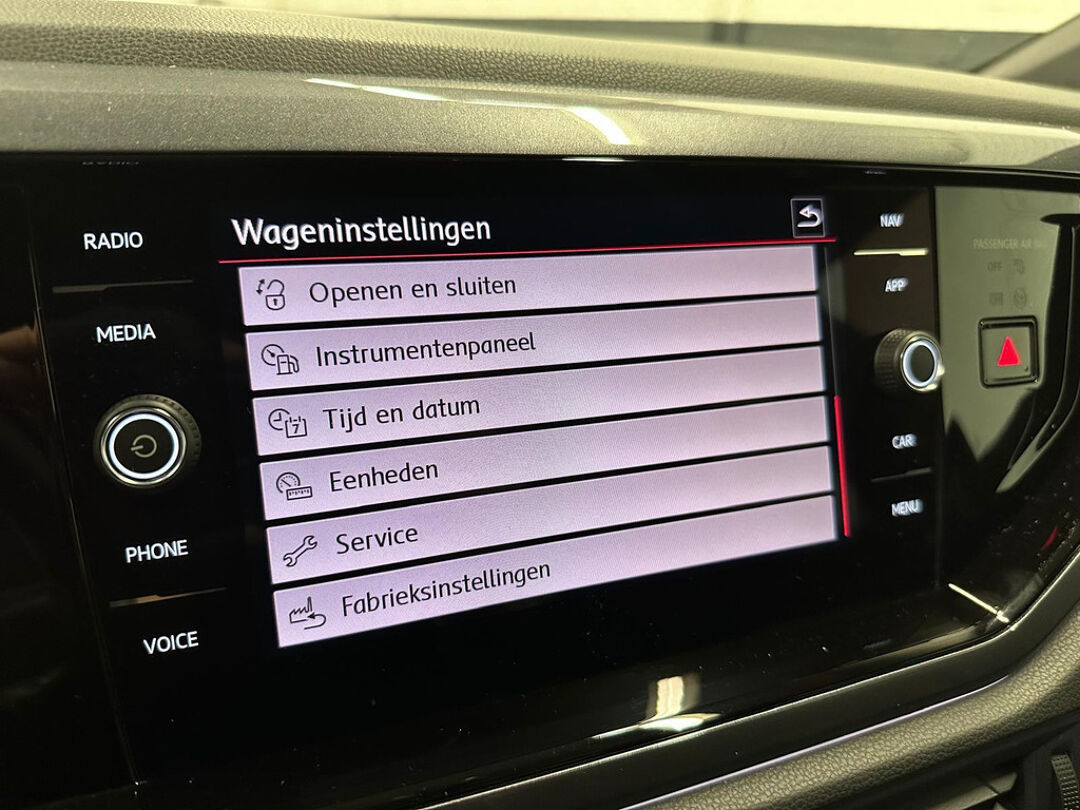 RADIO
MEDIA
PHONE
VOICE
Wageninstellingen
Openen en sluiten
Instrumentenpaneel
Tijd en datum
7
Eenheden
Service
Fabrieksinstellingen
NAV
APP
CAR
MENU
PASSENGER AIR BAG
OFF